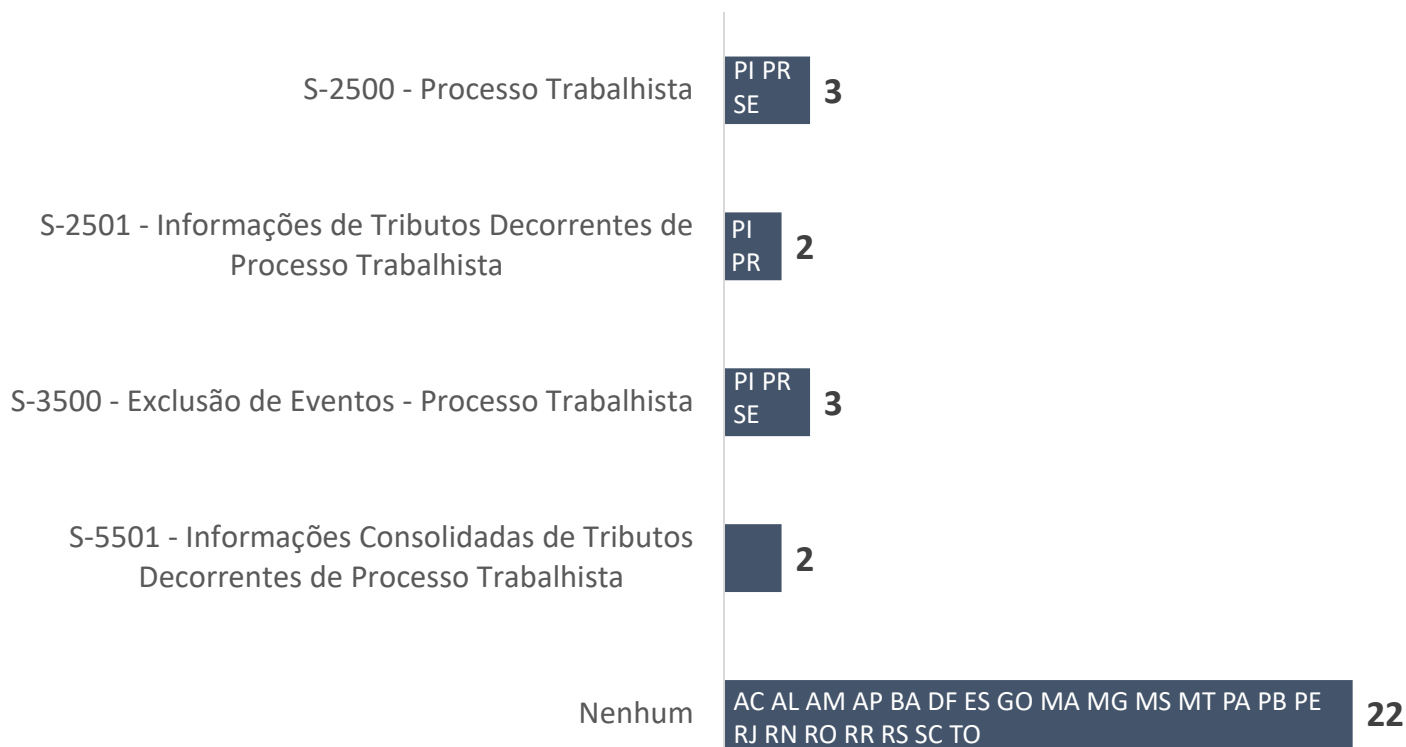 S-2500 - Processo Trabalhista
PI PR
SE
3
S-2501 - Informações de Tributos Decorrentes de
Processo Trabalhista
PI
PR
2
S-3500 - Exclusão de Eventos - Processo Trabalhista
PI PR
SE
3
S-5501 - Informações Consolidadas de Tributos
Decorrentes de Processo Trabalhista
2
Nenhum
AC AL AM AP BA DF ES GO MA MG MS MT PA PB PE
RJ RN RO RR RS SC TO
22